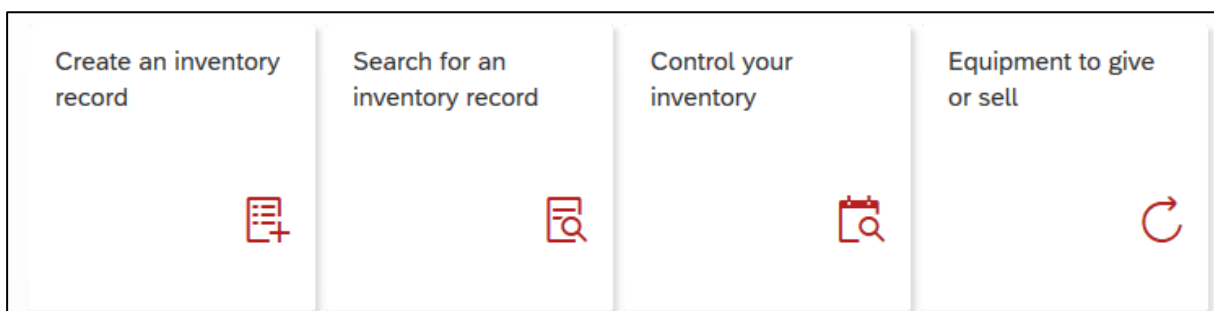 Create an inventory
record
Search for an
inventory record
Control your
inventory
Equipment to give
or sell